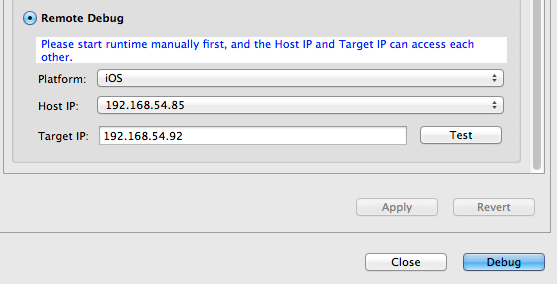 Remote Debug
Please start runtime manually first, and the Host IP and Target IP can access each
other.
Platform: iOS
Host IP: 192.168.54.85
Target IP: 192.168.54.92 Test
Apply Revert
Close Debug